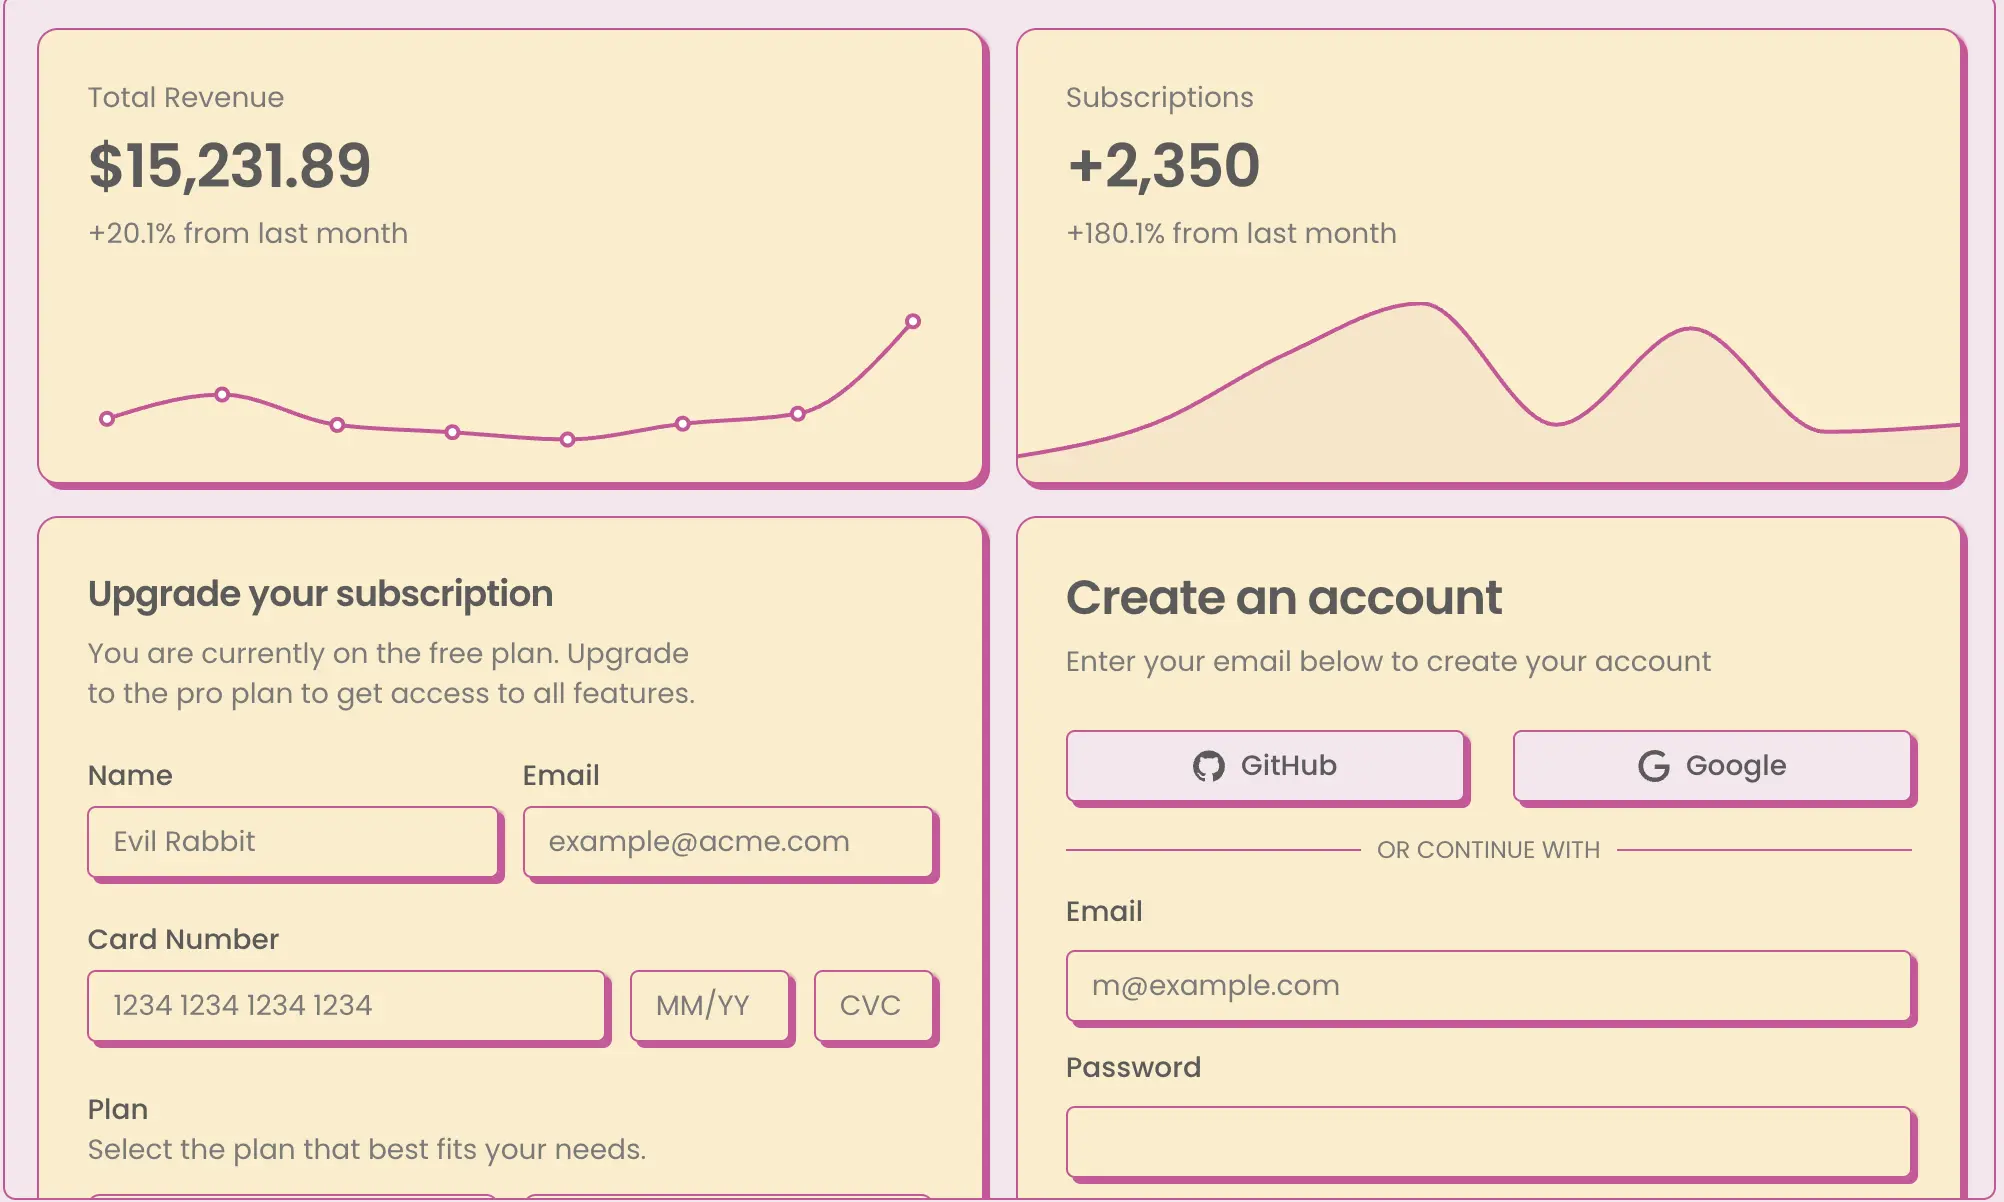 Total Revenue
$15,231.89
+20.1% from last month
Subscriptions
+2,350
+180.1% from last month
Upgrade your subscription
You are currently on the free plan. Upgrade
to the pro plan to get access to all features.
Name
Email
Evil Rabbit
example@acme.com
Card Number
1234 1234 1234 1234
MM/YY
CVC
Plan
Select the plan that best fits your needs.
Create an account
Enter your email below to create your account
GitHub
Google
OR CONTINUE WITH
Email
m@example.com
Password